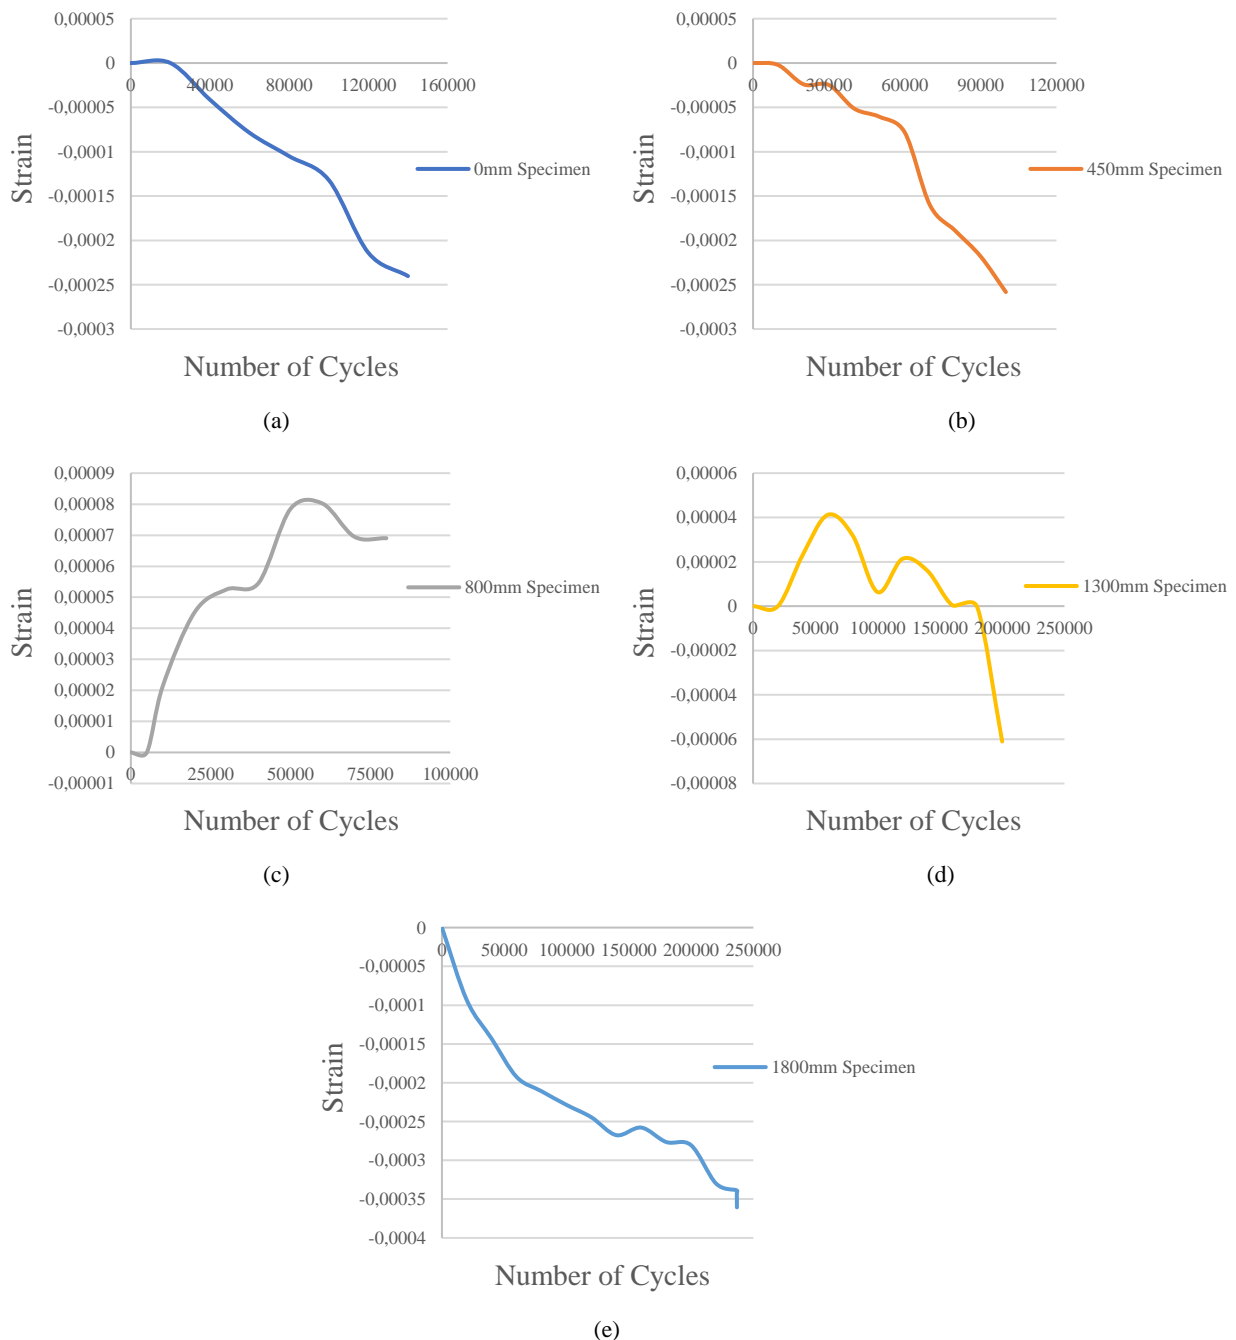 0,00005
0
-0,00005
-0,0001
-0,00015
-0,0002
-0,00025
-0,0003
0 40000 80000 120000 160000
Strain
Number of Cycles
0mm Specimen
(a)
0,00005
0
-0,00005
-0,0001
-0,00015
-0,0002
-0,00025
-0,0003
0 30000 60000 90000 120000
Strain
Number of Cycles
450mm Specimen
(b)
0,00009
0,00008
0,00007
0,00006
0,00005
0,00004
0,00003
0,00002
0,00001
0
-0,00001
0 25000 50000 75000 100000
Strain
Number of Cycles
800mm Specimen
(c)
0,00006
0,00004
0,00002
0
-0,00002
-0,00004
-0,00006
-0,00008
0 50000 100000 150000 200000 250000
Strain
Number of Cycles
1300mm Specimen
(d)
0
-0,00005
-0,0001
-0,00015
-0,0002
-0,00025
-0,0003
-0,00035
-0,0004
0 50000 100000 150000 200000 250000
Strain
Number of Cycles
1800mm Specimen
(e)